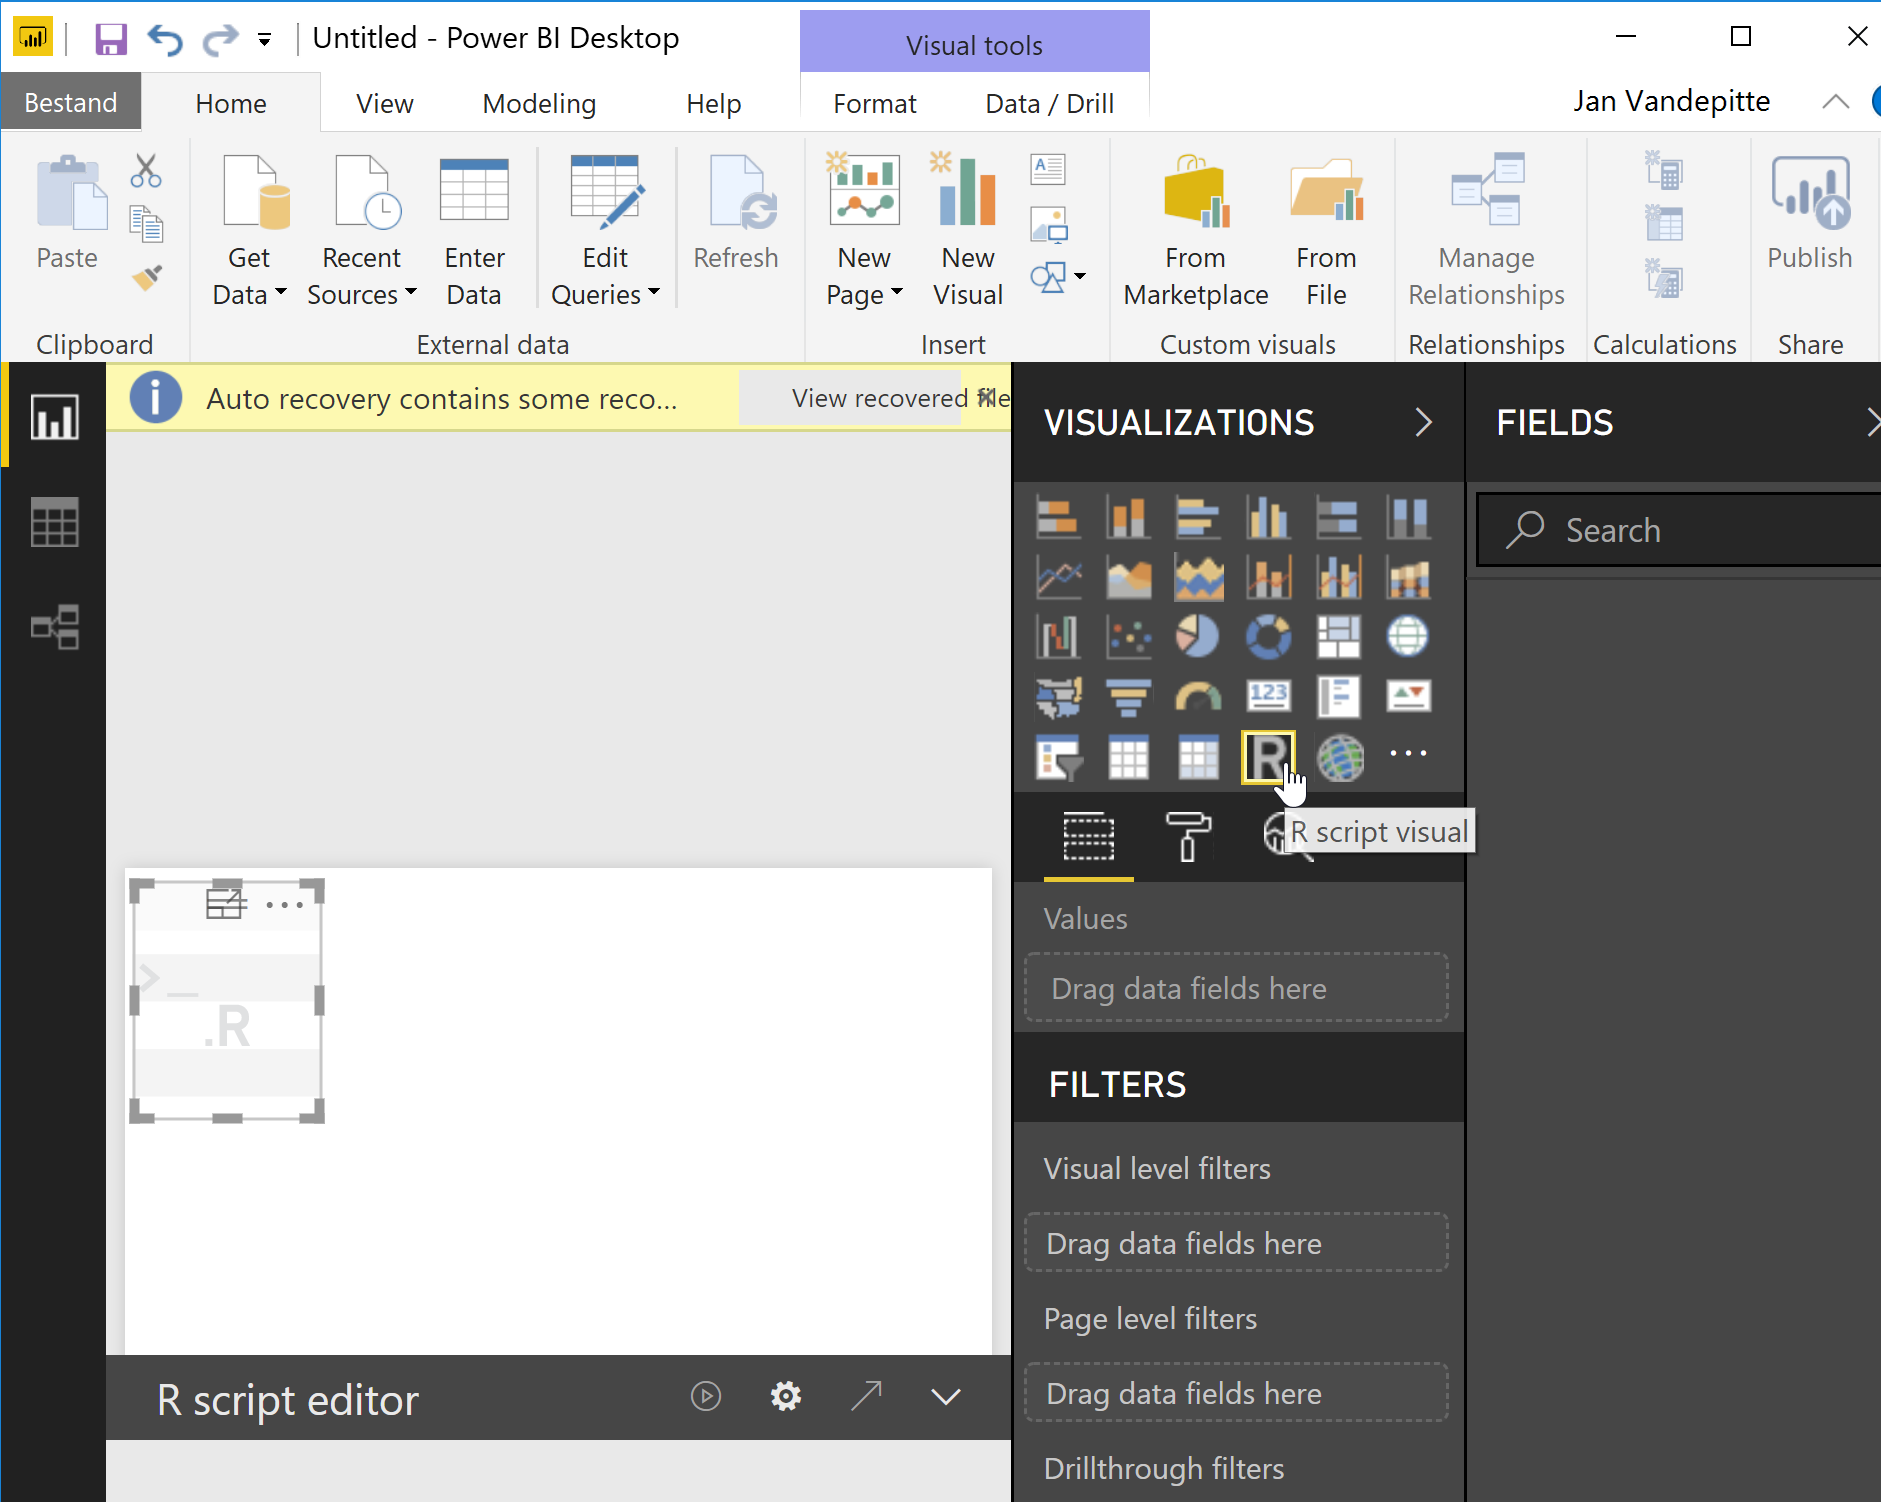 Untitled - Power BI Desktop
Visual tools
Bestand
Home
View
Modeling
Help
Format
Data / Drill
Jan Vandepitte
Paste
Get
Data
Recent
Sources
Enter
Data
Edit
Queries
Refresh
New
Page
New
Visual
A
From
Marketplace
From
File
Manage
Relationships
Publish
Clipboard
External data
Insert
Custom visuals
Relationships
Calculations
Share
i
Auto recovery contains some reco...
View recovered file
VISUALIZATIONS
FIELDS
Search
123
R
R script visual
Values
Drag data fields here
>_
.R
FILTERS
Visual level filters
Drag data fields here
Page level filters
Drag data fields here
Drillthrough filters
R script editor